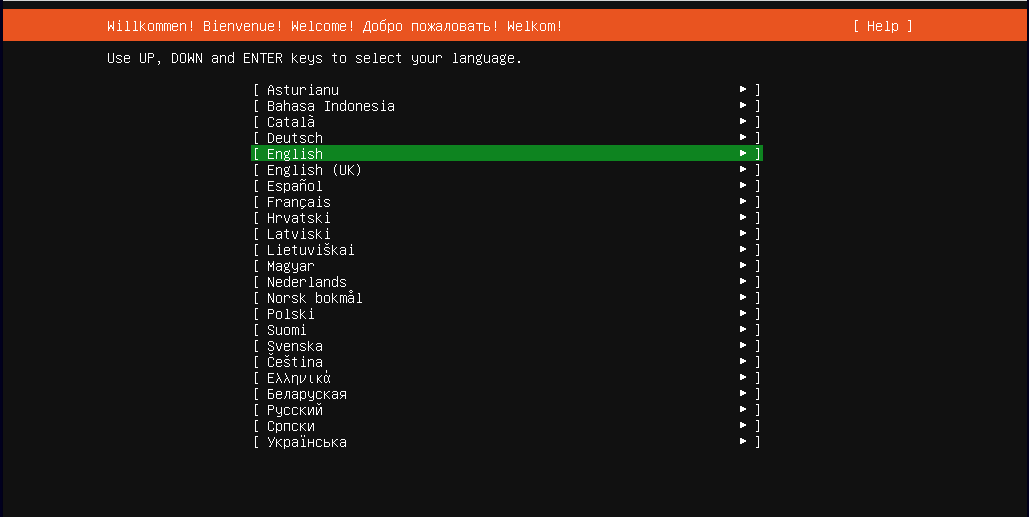 Willkommen! Bienvenue! Welcome! Добро пожаловать! Welkom! [ Help ]
Use UP, DOWN and ENTER keys to select your language.
[ Asturianu ▸ ]
[ Bahasa Indonesia ▸ ]
[ Català ▸ ]
[ Deutsch ▸ ]
[ English ▸ ]
[ English (UK) ▸ ]
[ Español ▸ ]
[ Français ▸ ]
[ Hrvatski ▸ ]
[ Latviski ▸ ]
[ Lietuviškai ▸ ]
[ Magyar ▸ ]
[ Nederlands ▸ ]
[ Norsk bokmål ▸ ]
[ Polski ▸ ]
[ Suomi ▸ ]
[ Svenska ▸ ]
[ Čeština ▸ ]
[ Ελληνικά ▸ ]
[ Беларуская ▸ ]
[ Русский ▸ ]
[ Српски ▸ ]
[ Українська ▸ ]